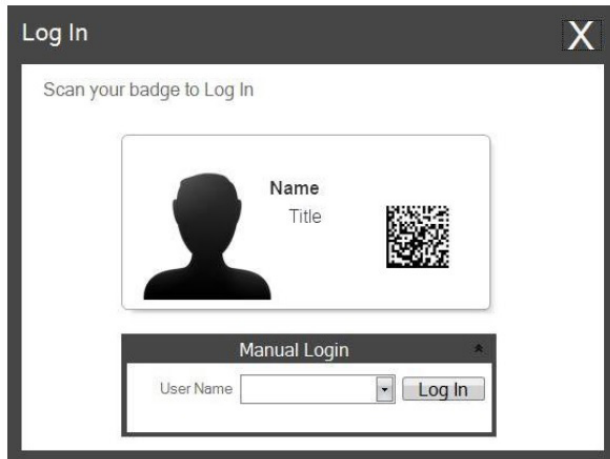 Log In
X
Scan your badge to Log In
Name
Title
Manual Login
User Name
Log In